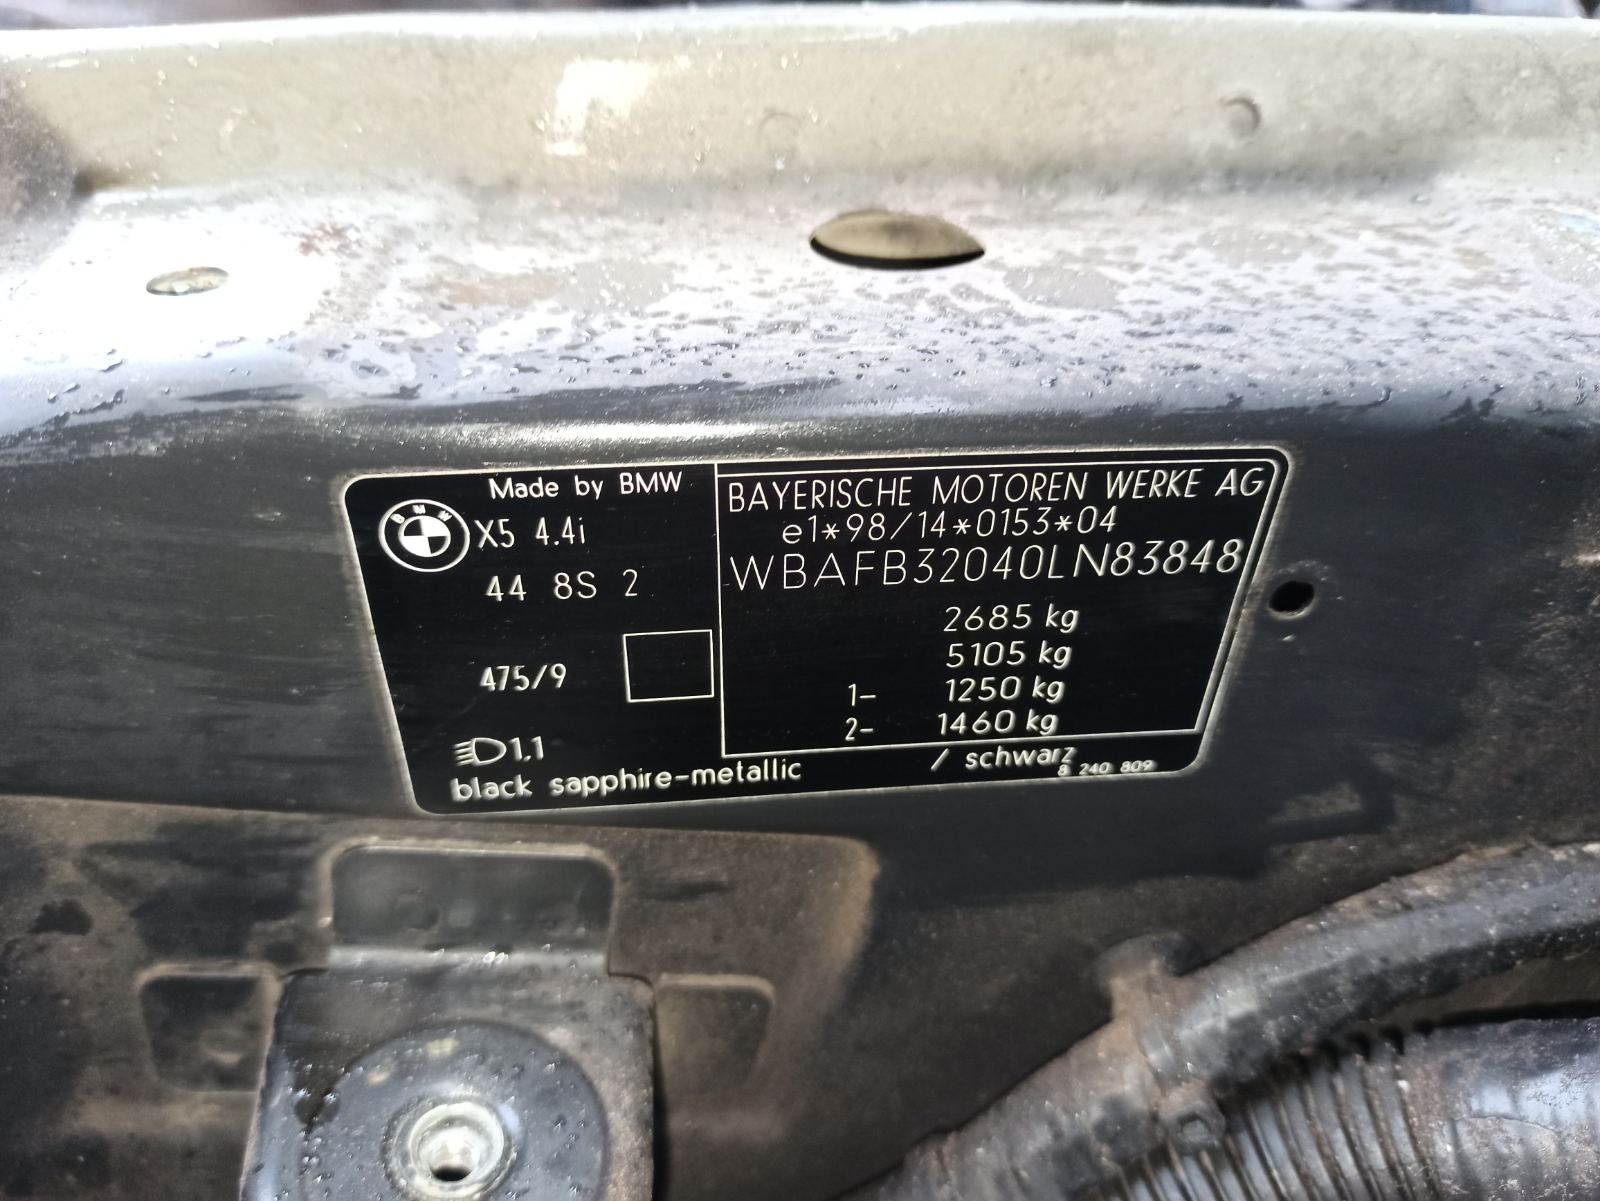 Made by BMW
BMW
X5 4.4i
44 8S 2
475/9
1.1
black sapphire-metallic / schwarz
BAYERISCHE MOTOREN WERKE AG
e1*98/14*0153*04
WBAFB32040LN83848
2685 kg
5105 kg
1- 1250 kg
2- 1460 kg
8 240 809